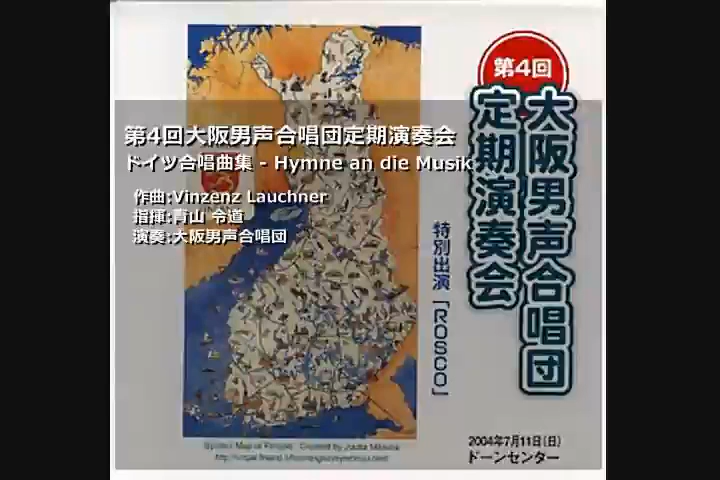 第4回
大阪男声合唱団
定期演奏会
第4回大阪男声合唱団定期演奏会
ドイツ合唱曲集 - Hymne an die Musik
作曲:Vinzenz Lauchner
指揮:青山 令道
演奏:大阪男声合唱団
特別出演「ROSCO」
2004年7月11日(日)
ドーンセンター